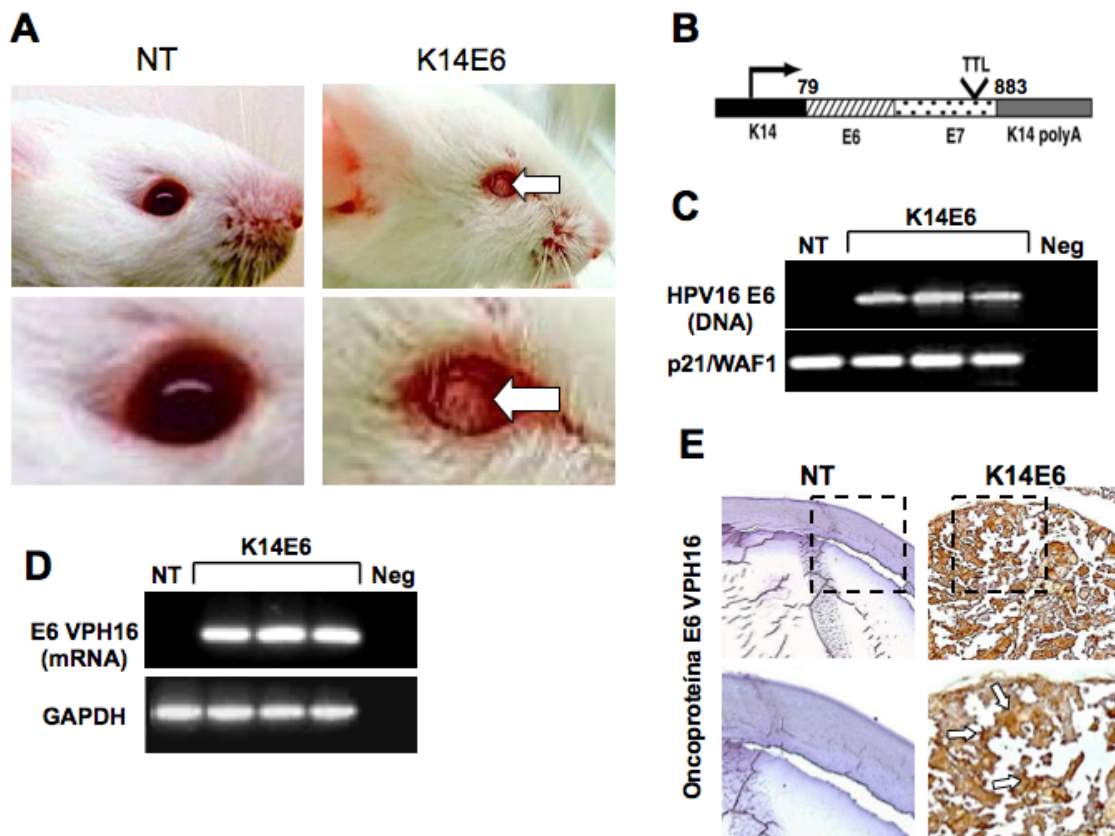 A
NT K14E6
B
TTL
79 883
K14 E6 E7 K14 polyA
C
K14E6
NT Neg
HPV16 E6
(DNA)
p21/WAF1
D
K14E6
NT Neg
E6 VPH16
(mRNA)
GAPDH
E
NT K14E6
Oncoproteína E6 VPH16